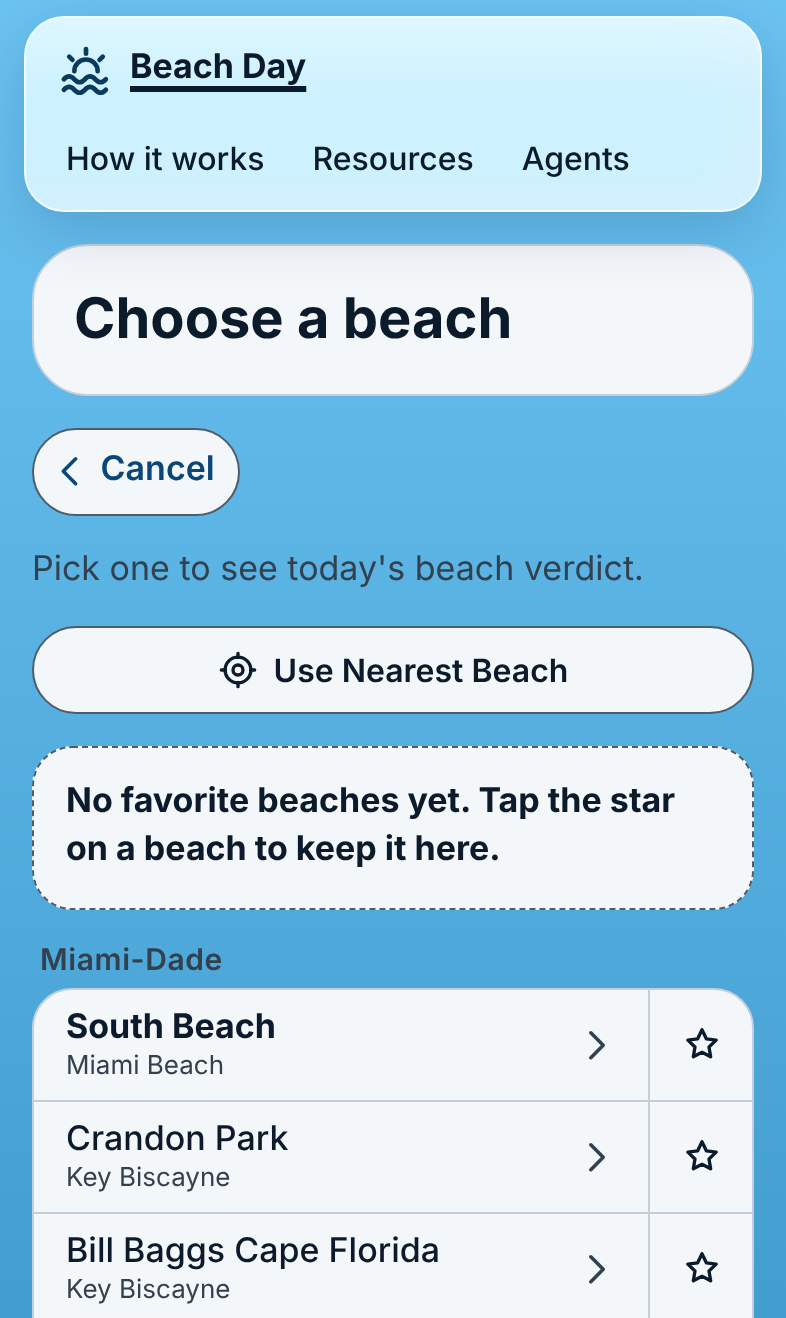 Beach Day
How it works Resources Agents
Choose a beach
Cancel
Pick one to see today's beach verdict.
Use Nearest Beach
No favorite beaches yet. Tap the star
on a beach to keep it here.
Miami-Dade
South Beach
Miami Beach
Crandon Park
Key Biscayne
Bill Baggs Cape Florida
Key Biscayne